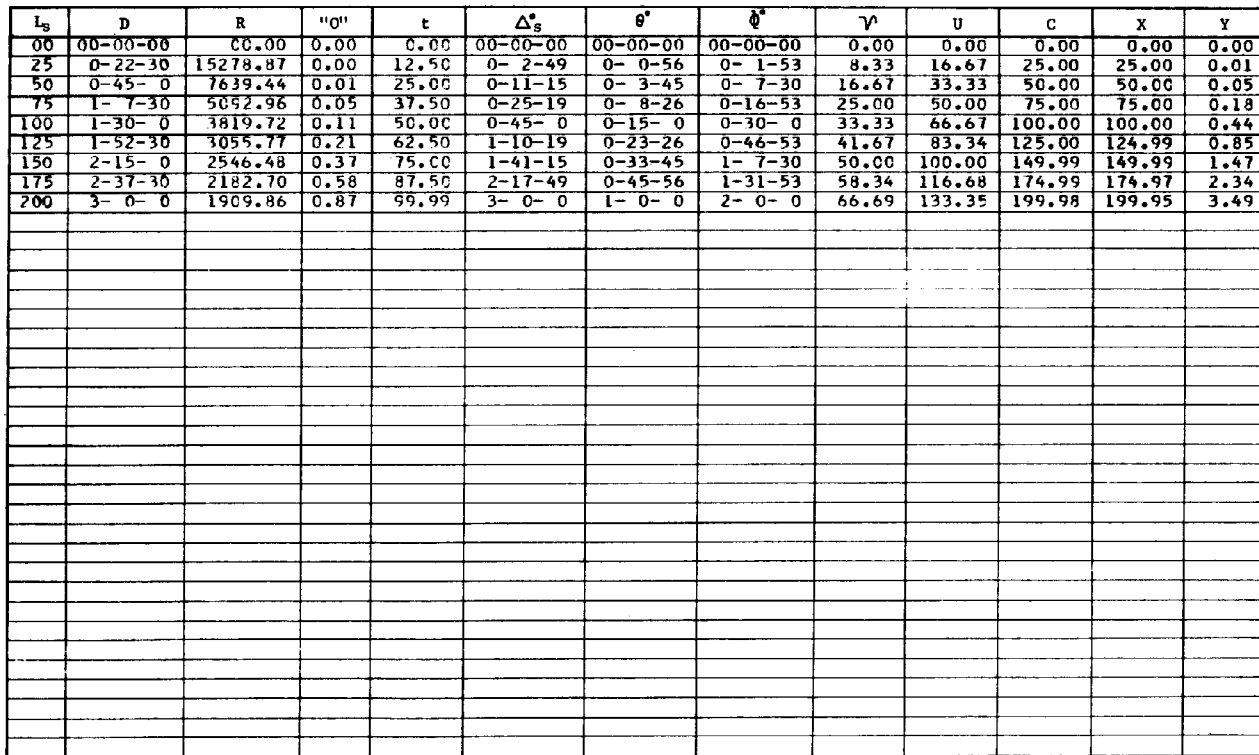 Ls D R "O" t Δ°s θ° Φ° V U C X Y
00 00-00-00 00.00 0.00 0.00 00-00-00 00-00-00 00-00-00 0.00 0.00 0.00 0.00 0.00
25 0-22-30 15278.87 0.00 12.50 0- 2-49 0- 0-56 0- 1-53 8.33 16.67 25.00 25.00 0.01
50 0-45- 0 7639.44 0.01 25.00 0-11-15 0- 3-45 0- 7-30 16.67 33.33 50.00 50.00 0.05
75 1- 7-30 5092.96 0.05 37.50 0-25-19 0- 8-26 0-16-53 25.00 50.00 75.00 75.00 0.18
100 1-30- 0 3819.72 0.11 50.00 0-45- 0 0-15- 0 0-30- 0 33.33 66.67 100.00 100.00 0.44
125 1-52-30 3055.77 0.21 62.50 1-10-19 0-23-26 0-46-53 41.67 83.34 125.00 124.99 0.85
150 2-15- 0 2546.48 0.37 75.00 1-41-15 0-33-45 1- 7-30 50.00 100.00 149.99 149.99 1.47
175 2-37-30 2182.70 0.58 87.50 2-17-49 0-45-56 1-31-53 58.34 116.68 174.99 174.97 2.34
200 3- 0- 0 1909.86 0.87 99.99 3- 0- 0 1- 0- 0 2- 0- 0 66.69 133.35 199.98 199.95 3.49